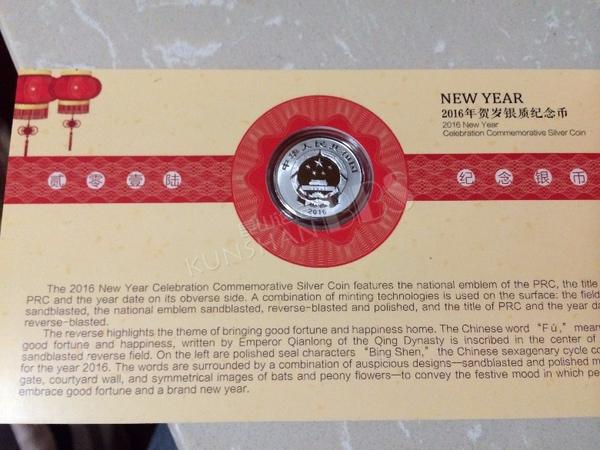 NEW YEAR
2016年贺岁银质纪念币
2016 New Year
Celebration Commemorative Silver Coin
中华人民共和国
2016
贰零壹陆
纪念银币
KUNSHAN
The 2016 New Year Celebration Commemorative Silver Coin features the national emblem of the PRC, the title
PRC and the year date on its obverse side. A combination of minting technologies is used on the surface: the field
sandblasted, the national emblem sandblasted, reverse-blasted and polished, and the title of PRC and the year da
reverse-blasted.
The reverse highlights the theme of bringing good fortune and happiness home. The Chinese word "Fú," mean
good fortune and happiness, written by Emperor Qianlong of the Qing Dynasty is inscribed in the center of
sandblasted reverse field. On the left are polished seal characters "Bing Shen," the Chinese sexagenary cycle co
for the year 2016. The words are surrounded by a combination of auspicious designs—sandblasted and polished m
gate, courtyard wall, and symmetrical images of bats and peony flowers—to convey the festive mood in which pe
embrace good fortune and a brand new year.